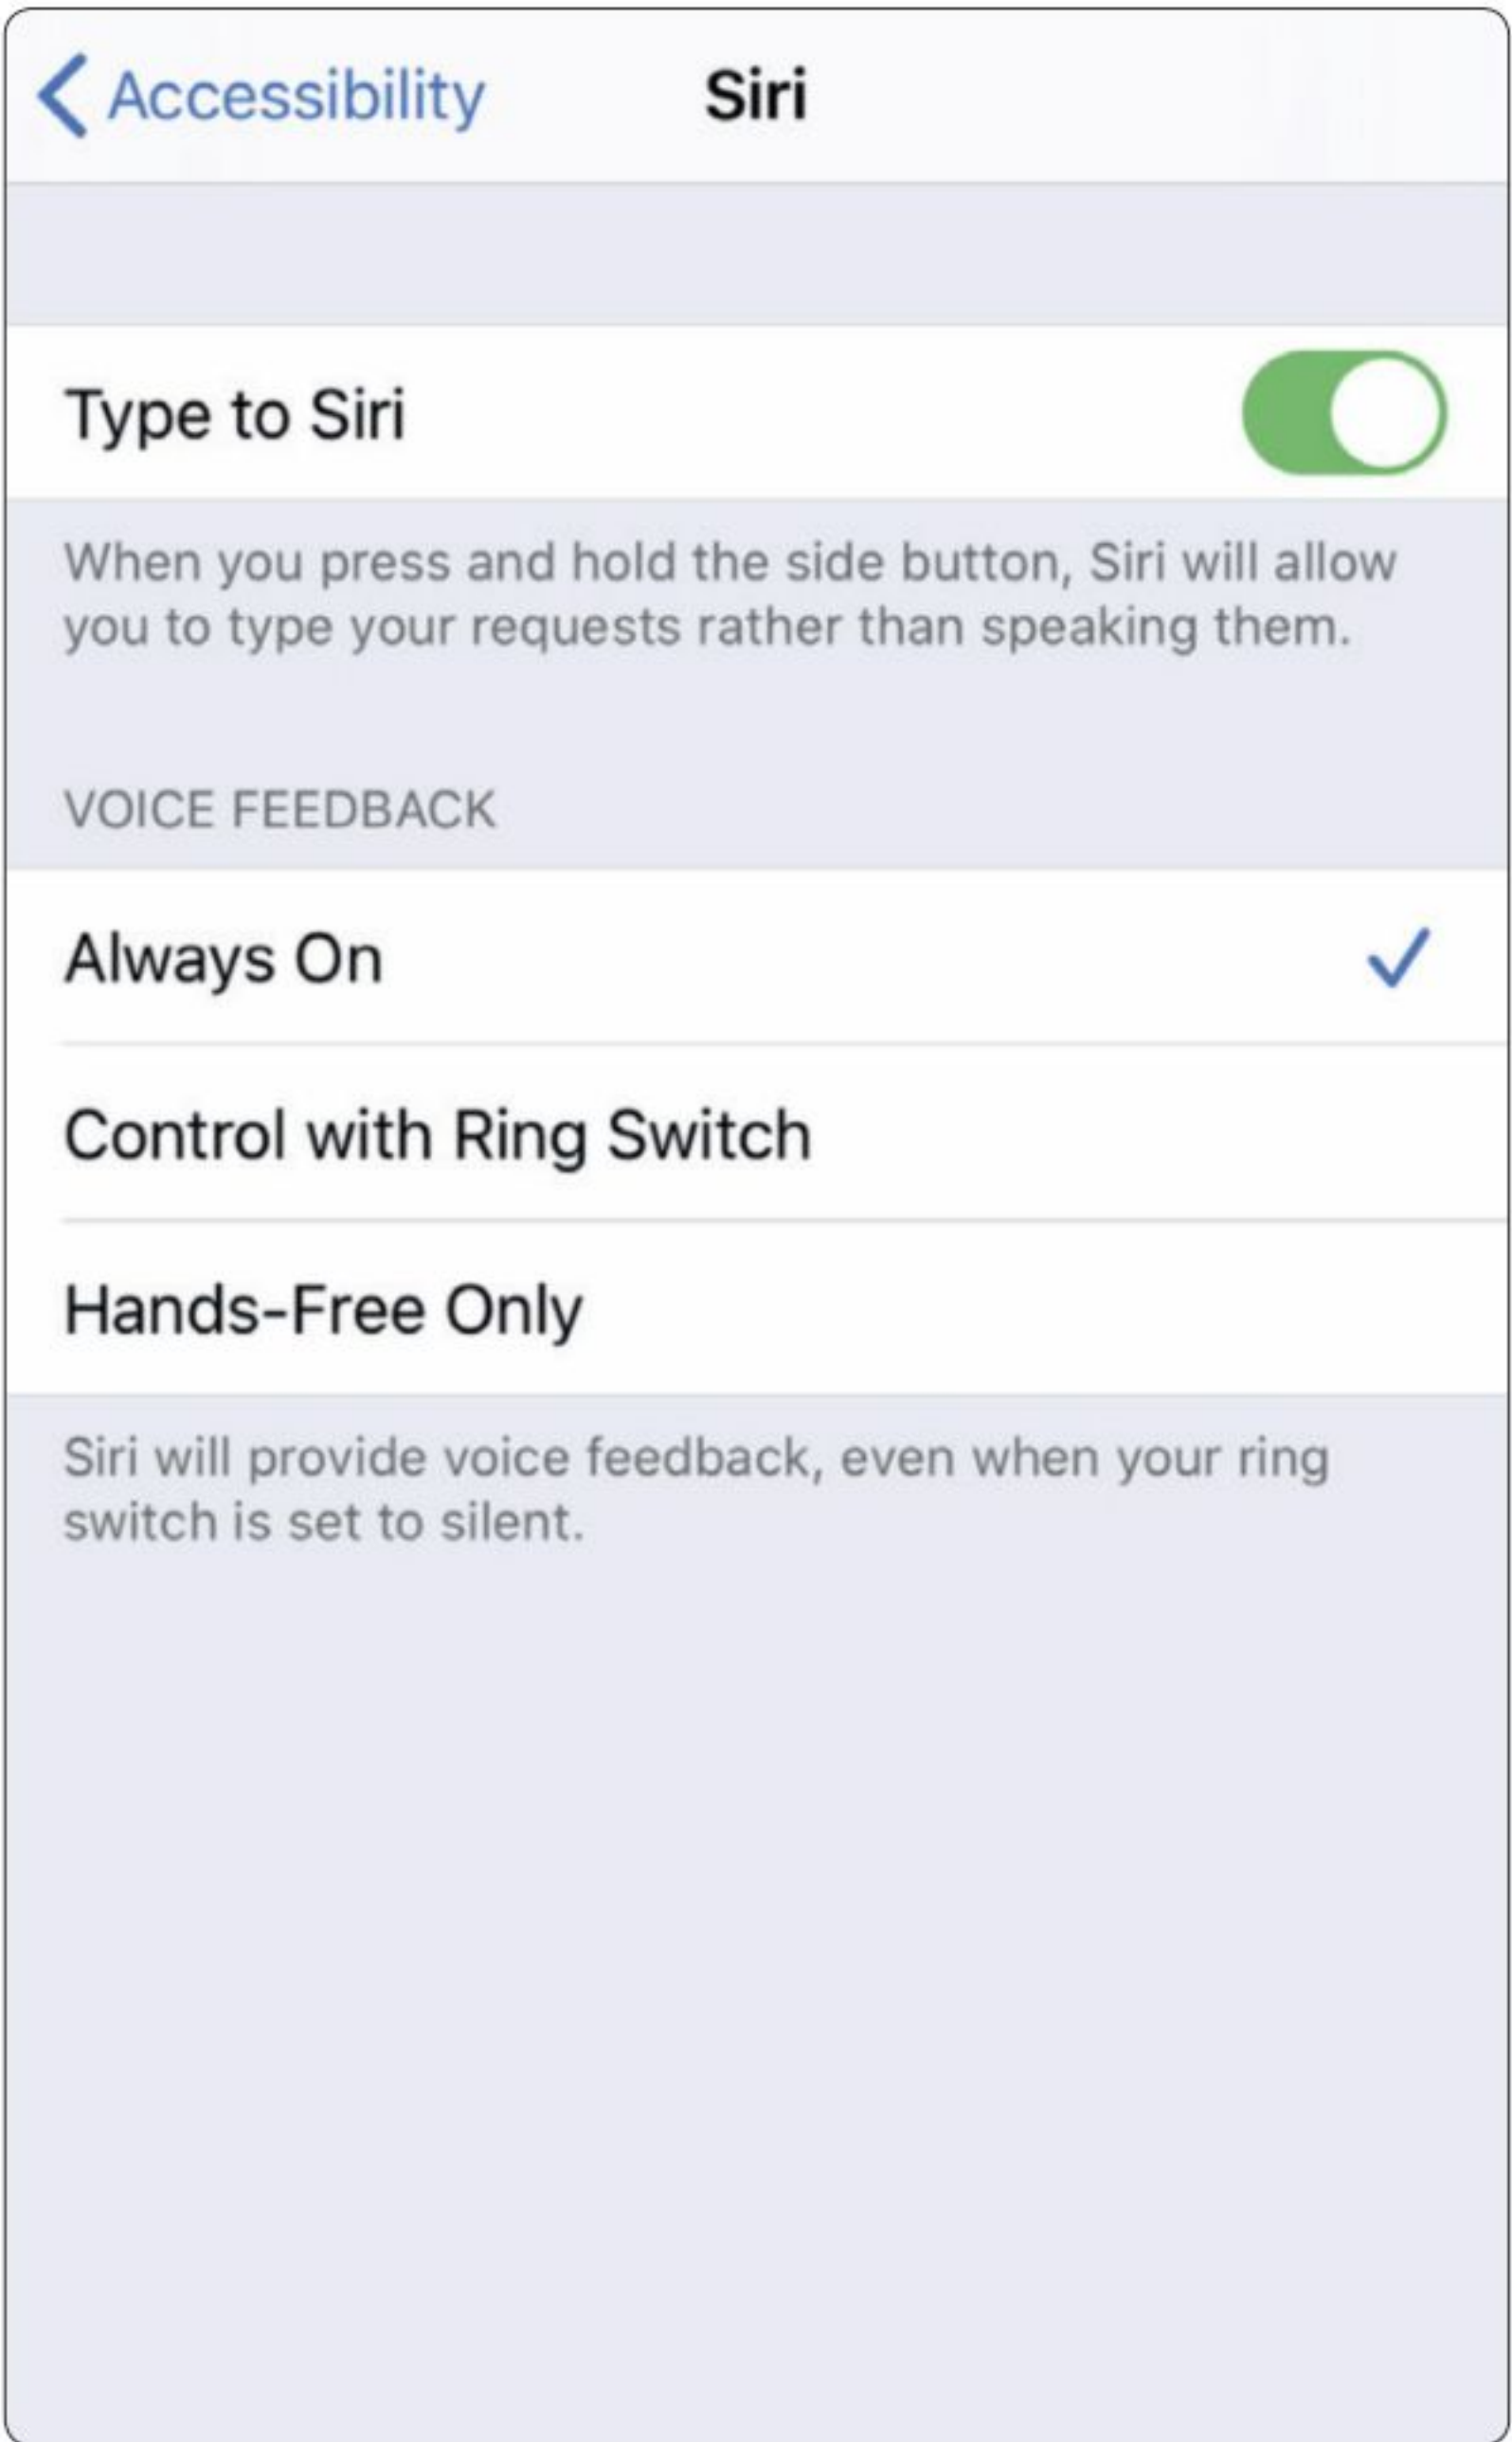 Accessibility Siri
Type to Siri
When you press and hold the side button, Siri will allow
you to type your requests rather than speaking them.
VOICE FEEDBACK
Always On
Control with Ring Switch
Hands-Free Only
Siri will provide voice feedback, even when your ring
switch is set to silent.